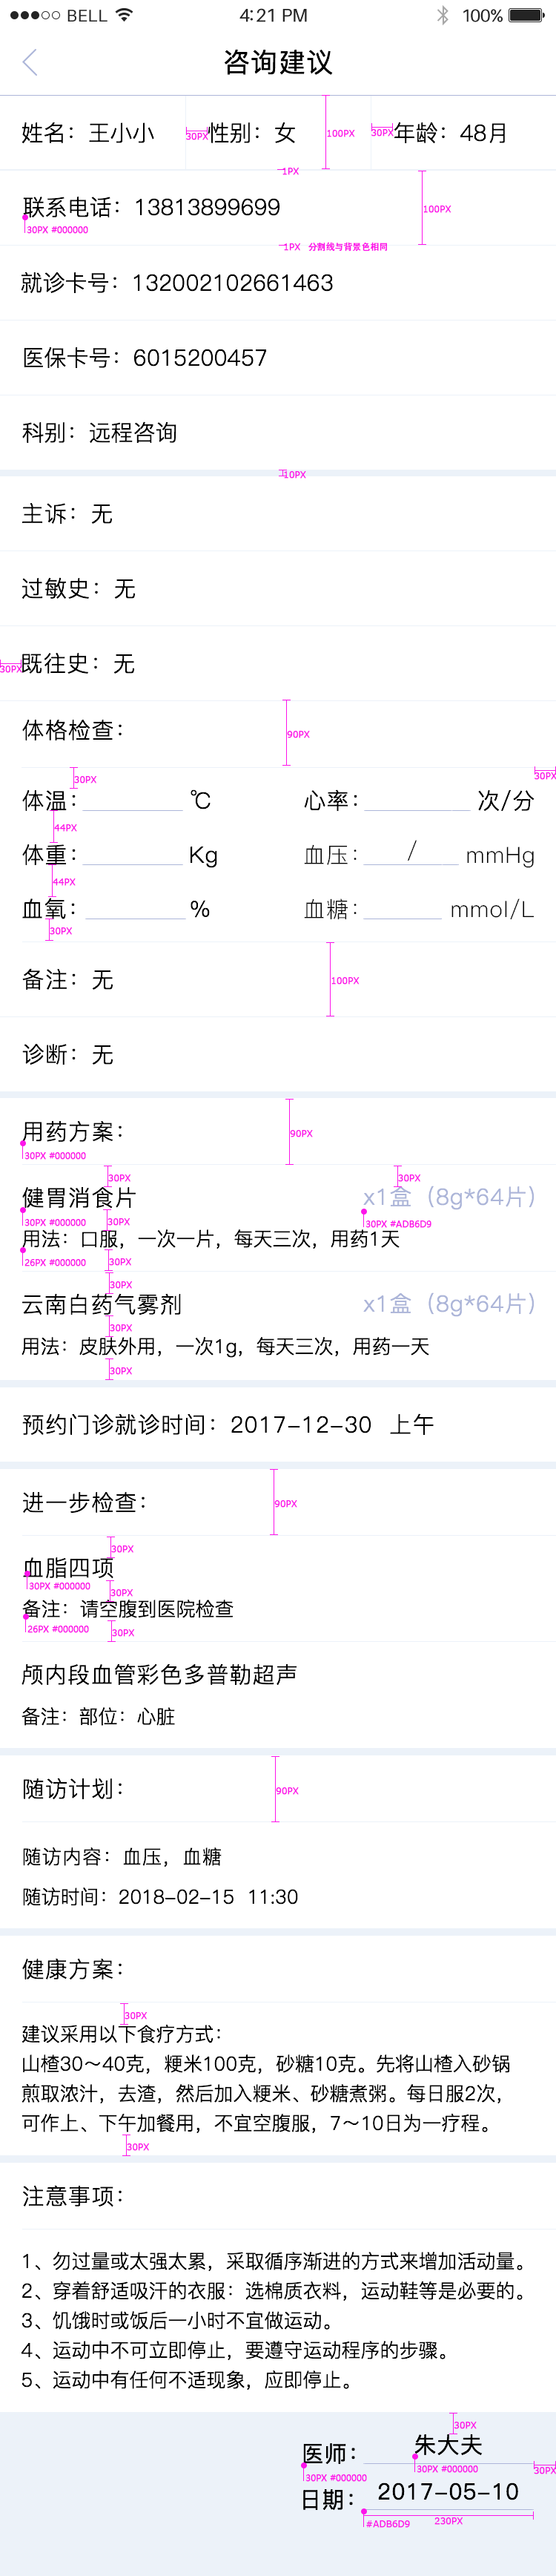 BELL 4:21 PM 100%
咨询建议
姓名：王小小 30PX 性别：女 100PX 30PX 年龄：48月
1PX
联系电话：13813899699 100PX
30PX #000000
1PX 分割线与背景色相同
就诊卡号：132002102661463
医保卡号：6015200457
科别：远程咨询
10PX
主诉：无
过敏史：无
30PX 既往史：无
体格检查： 90PX
30PX 30PX
体温： ℃ 心率： 次/分
44PX
体重： Kg 血压： / mmHg
44PX
血氧： % 血糖： mmol/L
30PX
备注：无 100PX
诊断：无
用药方案： 90PX
30PX #000000
30PX 30PX
健胃消食片 x1盒（8g*64片）
30PX #000000 30PX 30PX #ADB6D9
用法：口服，一次一片，每天三次，用药1天
26PX #000000 30PX
30PX
云南白药气雾剂 x1盒（8g*64片）
30PX
用法：皮肤外用，一次1g，每天三次，用药一天
30PX
预约门诊就诊时间：2017-12-30 上午
进一步检查： 90PX
30PX
血脂四项
30PX #000000 30PX
备注：请空腹到医院检查
26PX #000000 30PX
颅内段血管彩色多普勒超声
备注：部位：心脏
随访计划： 90PX
随访内容：血压，血糖
随访时间：2018-02-15 11:30
健康方案：
30PX
建议采用以下食疗方式：
山楂30～40克，粳米100克，砂糖10克。先将山楂入砂锅
煎取浓汁，去渣，然后加入粳米、砂糖煮粥。每日服2次，
可作上、下午加餐用，不宜空腹服，7～10日为一疗程。
30PX
注意事项：
1、勿过量或太强太累，采取循序渐进的方式来增加活动量。
2、穿着舒适吸汗的衣服：选棉质衣料，运动鞋等是必要的。
3、饥饿时或饭后一小时不宜做运动。
4、运动中不可立即停止，要遵守运动程序的步骤。
5、运动中有任何不适现象，应即停止。
30PX
医师： 朱大夫
30PX #000000 30PX #000000 30PX
日期： 2017-05-10
#ADB6D9 230PX